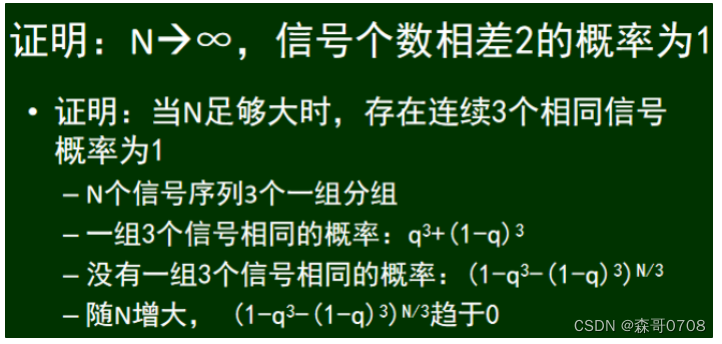 证明：N→∞，信号个数相差2的概率为1
• 证明：当N足够大时，存在连续3个相同信号
概率为1
– N个信号序列3个一组分组
– 一组3个信号相同的概率：q³+(1-q)³
– 没有一组3个信号相同的概率：(1-q³-(1-q)³)^N/3
– 随N增大， (1-q³-(1-q)³)^N/3趋于0
CSDN @森哥0708